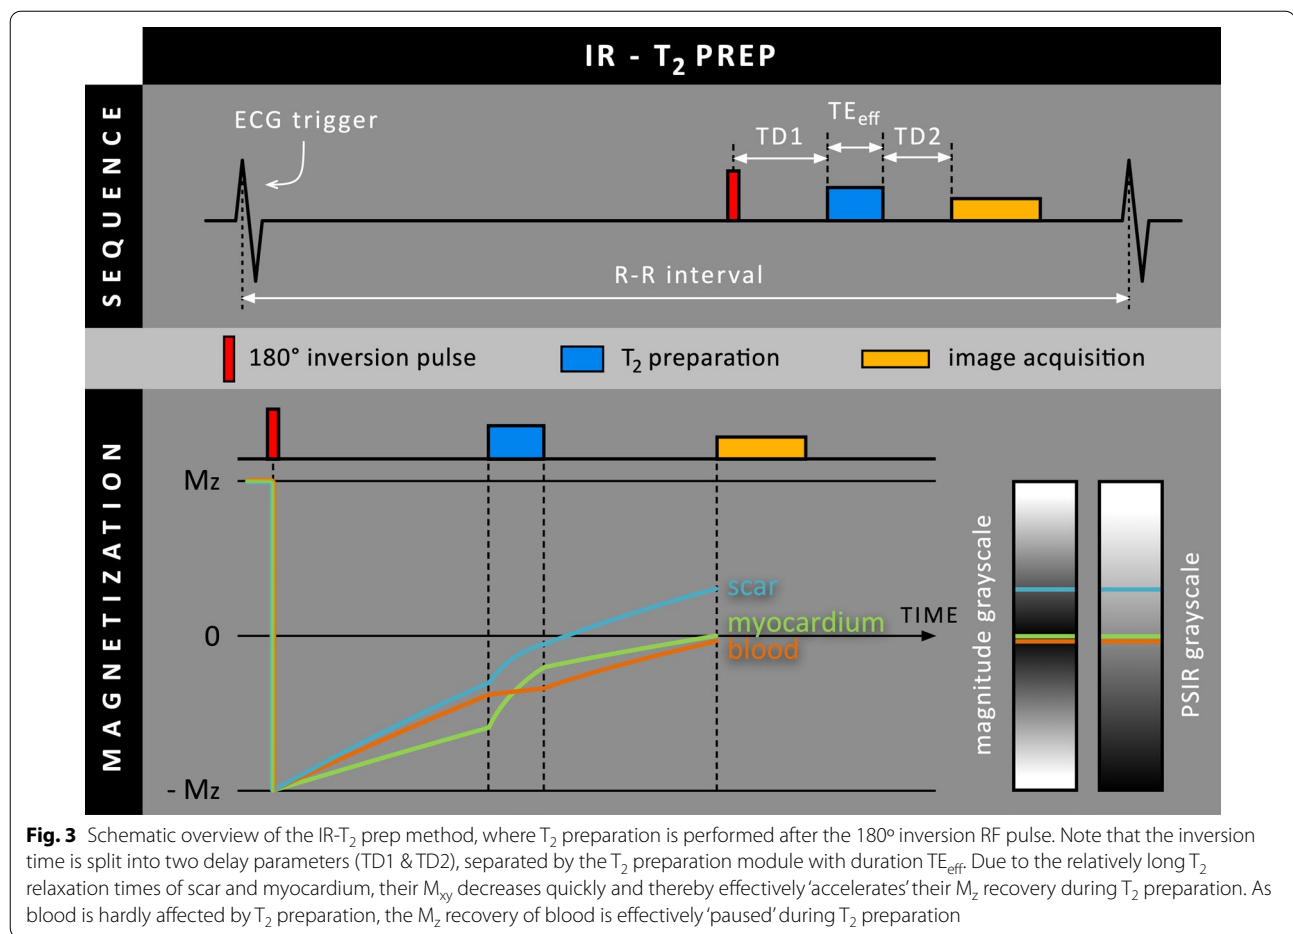 IR - T₂ PREP
SEQUENCE
ECG trigger
TE_eff
TD1
TD2
R-R interval
180° inversion pulse
T₂ preparation
image acquisition
MAGNETIZATION
Mz
0
- Mz
scar
myocardium
blood
TIME
magnitude grayscale
PSIR grayscale
Fig. 3 Schematic overview of the IR-T₂ prep method, where T₂ preparation is performed after the 180º inversion RF pulse. Note that the inversion
time is split into two delay parameters (TD1 & TD2), separated by the T₂ preparation module with duration TE_eff. Due to the relatively long T₂
relaxation times of scar and myocardium, their M_xy decreases quickly and thereby effectively 'accelerates' their M_z recovery during T₂ preparation. As
blood is hardly affected by T₂ preparation, the M_z recovery of blood is effectively 'paused' during T₂ preparation